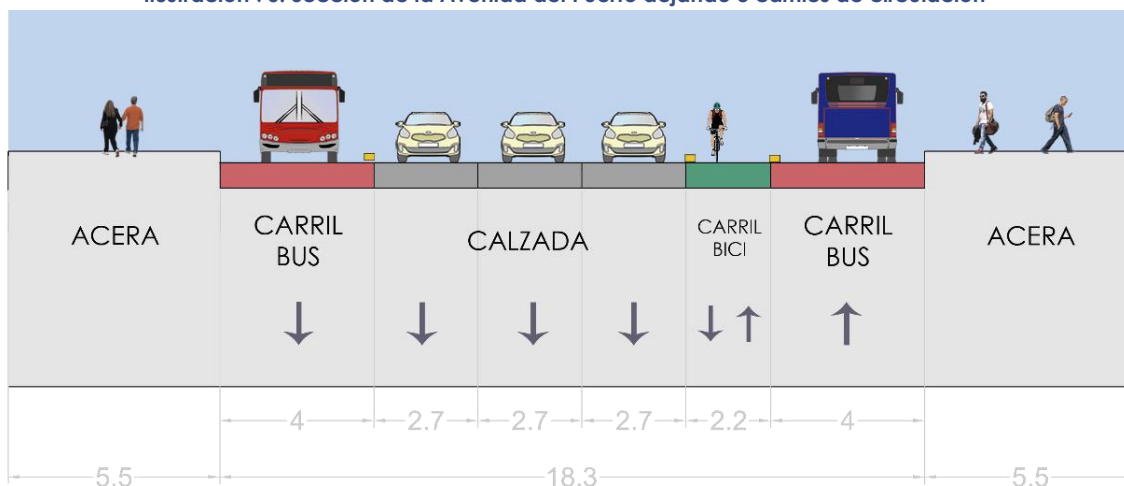 ACERA
CARRIL
BUS
CALZADA
CARRIL
BICI
CARRIL
BUS
ACERA
4
2.7
2.7
2.7
2.2
4
5.5
18.3
5.5